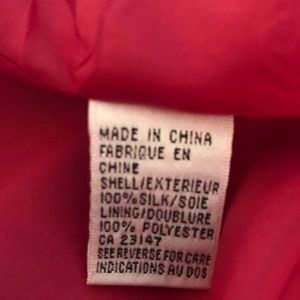 MADE IN CHINA
FABRIQUE EN
CHINE
SHELL/EXTERIEUR
100% SILK/SOIE
LINING/DOUBLURE
100% POLYESTER
CA 23147
SEE REVERSE FOR CARE
INDICATIONS AU DOS